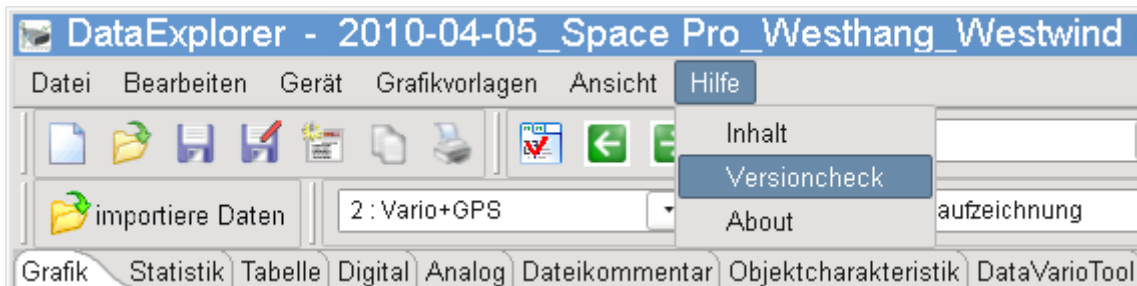 DataExplorer - 2010-04-05_Space Pro_Westhang_Westwind
Datei Bearbeiten Gerät Grafikvorlagen Ansicht Hilfe
Inhalt
Versioncheck
importiere Daten 2 : Vario+GPS aufzeichnung
About
Grafik Statistik Tabelle Digital Analog Dateikommentar Objektcharakteristik DataVarioTool